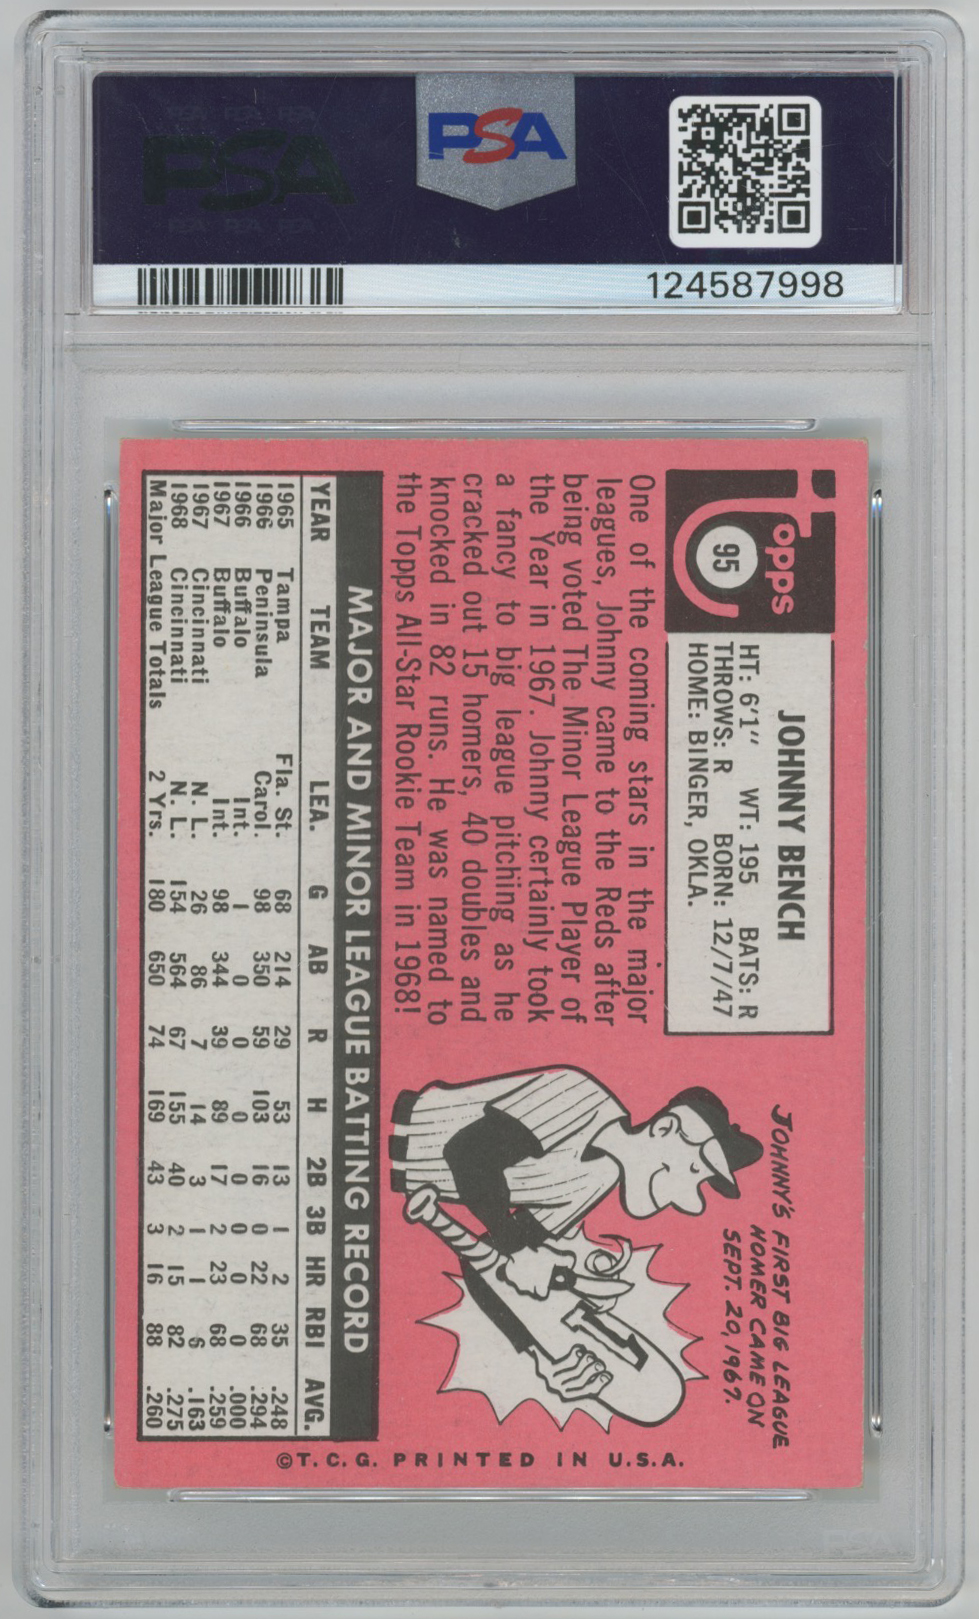 PSA PSA PSA
PSA
PSA PSA PSA
PSA
124587998
Topps
95
JOHNNY BENCH
HT: 6'1" WT: 195 BATS: R
THROWS: R BORN: 12/7/47
HOME: BINGER, OKLA.
One of the coming stars in the major
leagues, Johnny came to the Reds after
being voted The Minor League Player of
the Year in 1967. Johnny certainly took
a fancy to big league pitching as he
cracked out 15 homers, 40 doubles and
knocked in 82 runs. He was named to
the Topps All-Star Rookie Team in 1968!
JOHNNY'S FIRST BIG LEAGUE
HOMER CAME ON
SEPT. 20, 1967.
1
MAJOR AND MINOR LEAGUE BATTING RECORD
YEAR TEAM LEA. G AB R H 2B 3B HR RBI AVG.
1965 Tampa Fla. St. 68 214 29 53 13 1 2 35 .248
1966 Peninsula Carol. 98 350 59 103 16 0 22 68 .294
1966 Buffalo Int. 1 0 0 0 0 0 0 0 .000
1967 Buffalo Int. 98 344 39 89 17 2 23 68 .259
1967 Cincinnati N. L. 26 86 7 14 3 1 1 6 .163
1968 Cincinnati N. L. 154 564 67 155 40 2 15 82 .275
Major League Totals 2 Yrs. 180 650 74 169 43 3 16 88 .260
©T. C. G. PRINTED IN U.S.A.
PSA